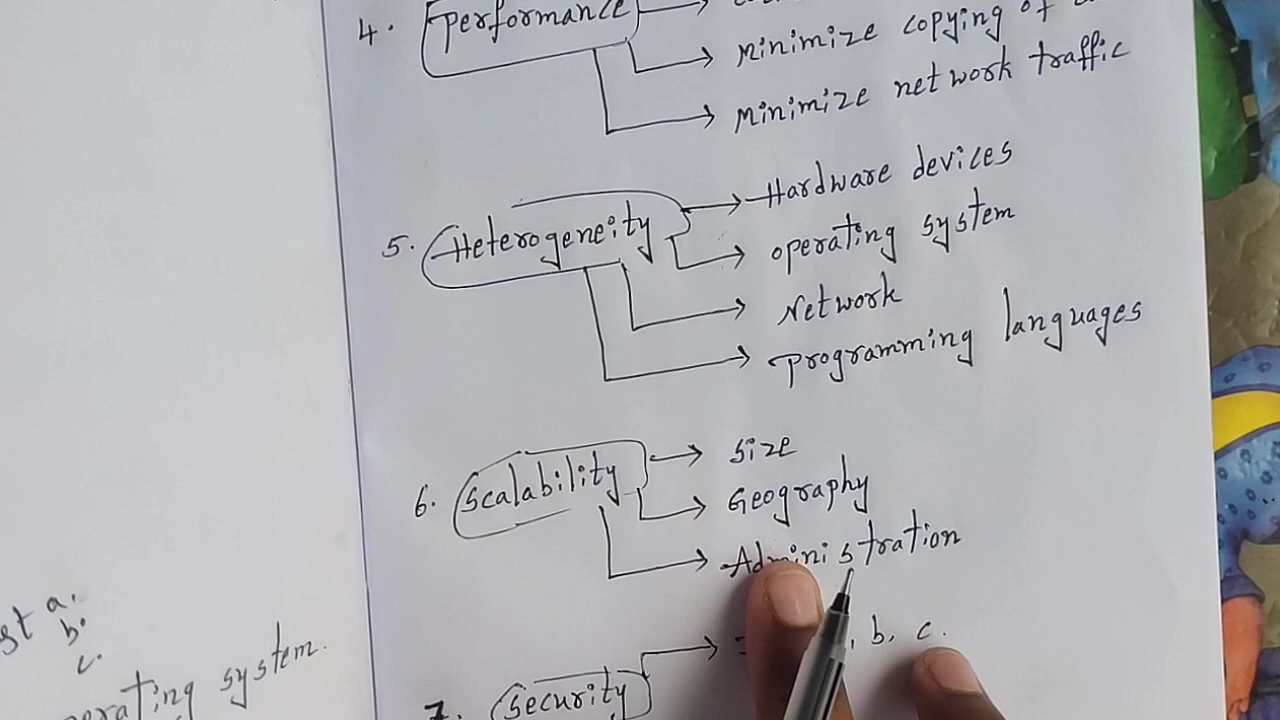 4. Performance
Minimize copying of
Minimize network traffic
5. Heterogeneity
Hardware devices
operating system
Network
programming languages
6. Scalability
Size
Geography
Administration
7. Security
b. c.
a.
b.
c.
system.